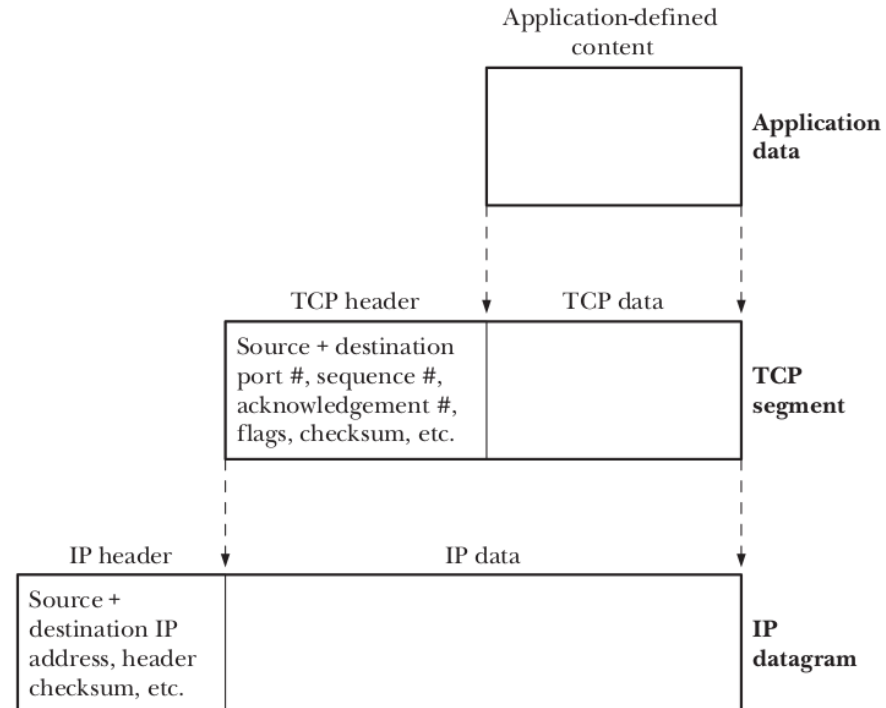 Application-defined
content
Application
data
TCP header
TCP data
Source + destination
port #, sequence #,
acknowledgement #,
flags, checksum, etc.
TCP
segment
IP header
IP data
Source +
destination IP
address, header
checksum, etc.
IP
datagram